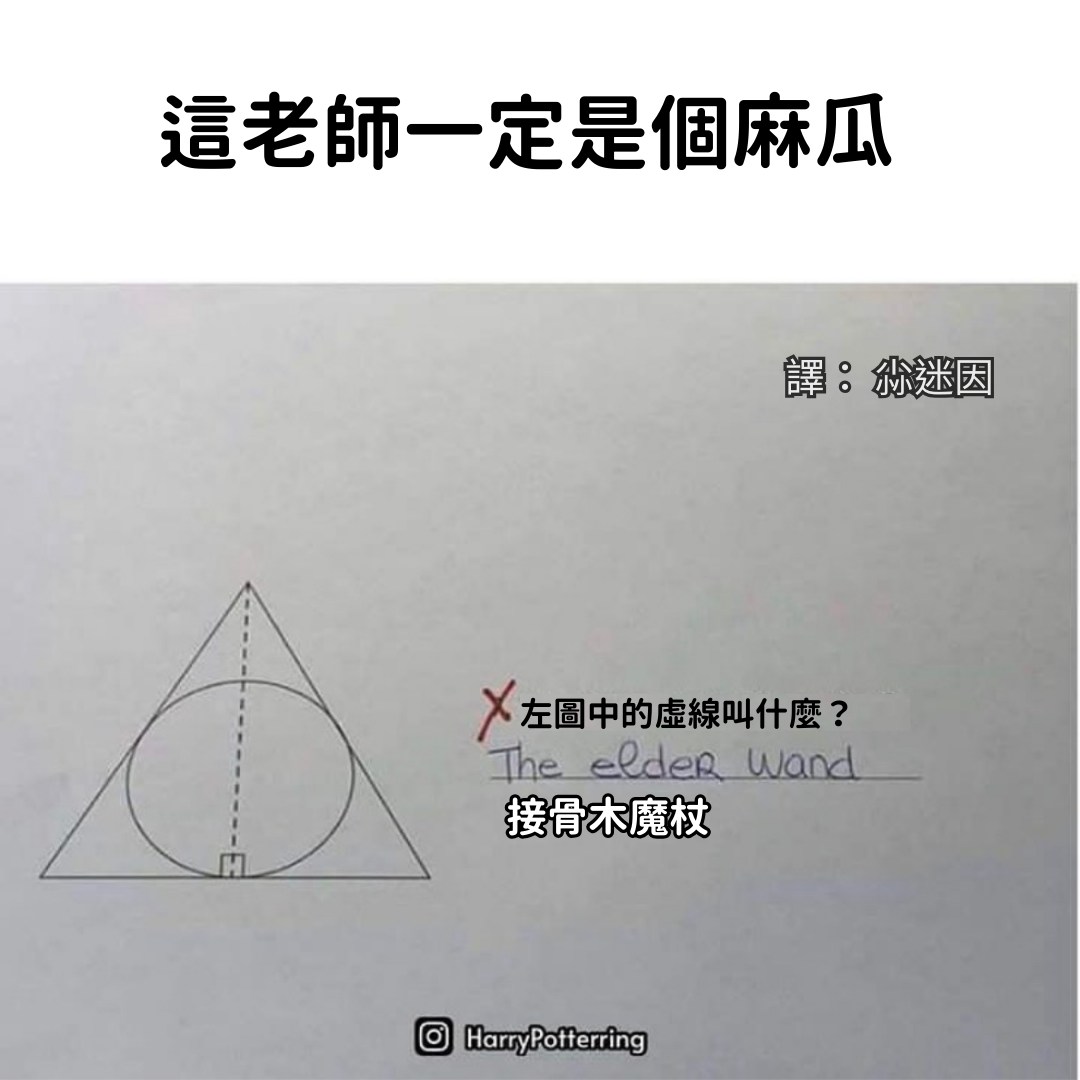 這老師一定是個麻瓜
譯：尛迷因
左圖中的虛線叫什麼？
The elder wand
接骨木魔杖
HarryPotterring